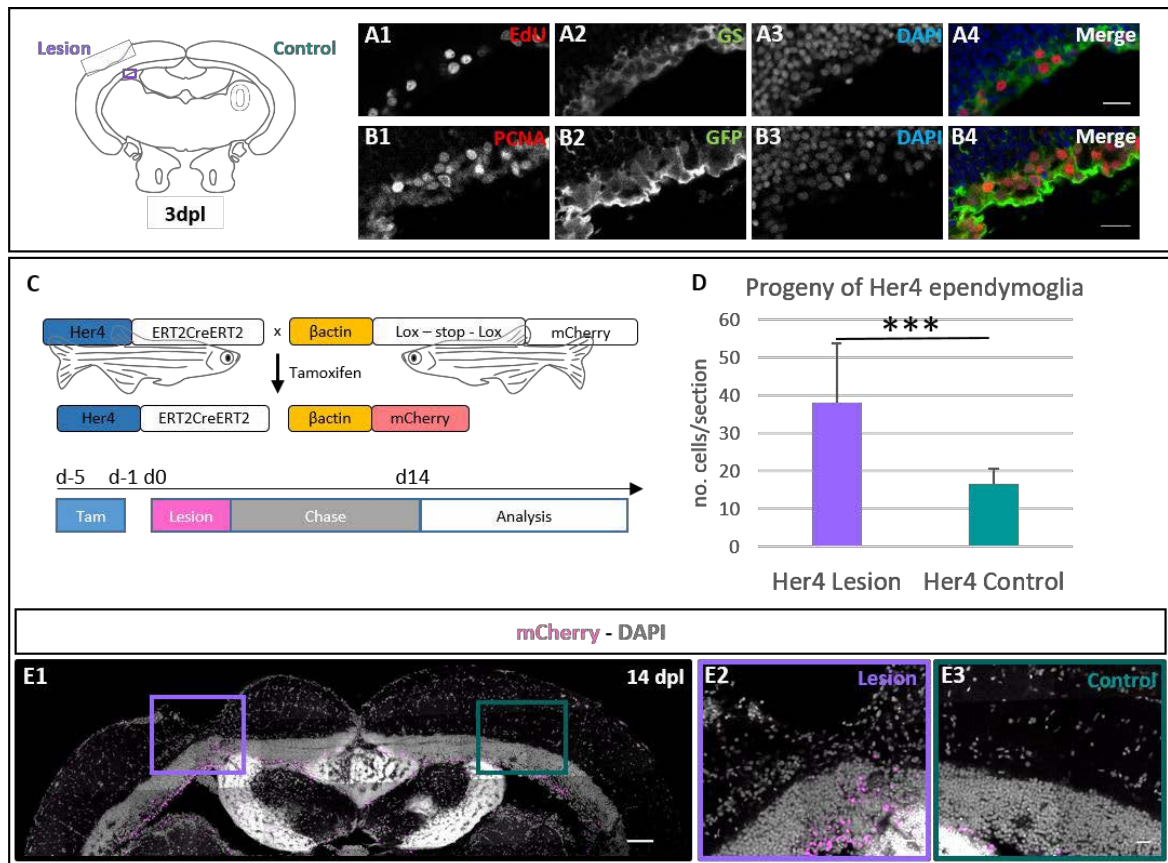 Lesion
Control
3dpl
A1
EdU
A2
GS
A3
DAPI
A4
Merge
B1
PCNA
B2
GFP
B3
DAPI
B4
Merge
C
Her4 ERT2CreERT2 x βactin Lox – stop - Lox mCherry
Tamoxifen
Her4 ERT2CreERT2 βactin mCherry
d-5 d-1 d0 d14
Tam Lesion Chase Analysis
D
Progeny of Her4 ependymoglia
no. cells/section
60
50
40
30
20
10
0
***
Her4 Lesion Her4 Control
mCherry - DAPI
E1
14 dpl
E2
Lesion
E3
Control